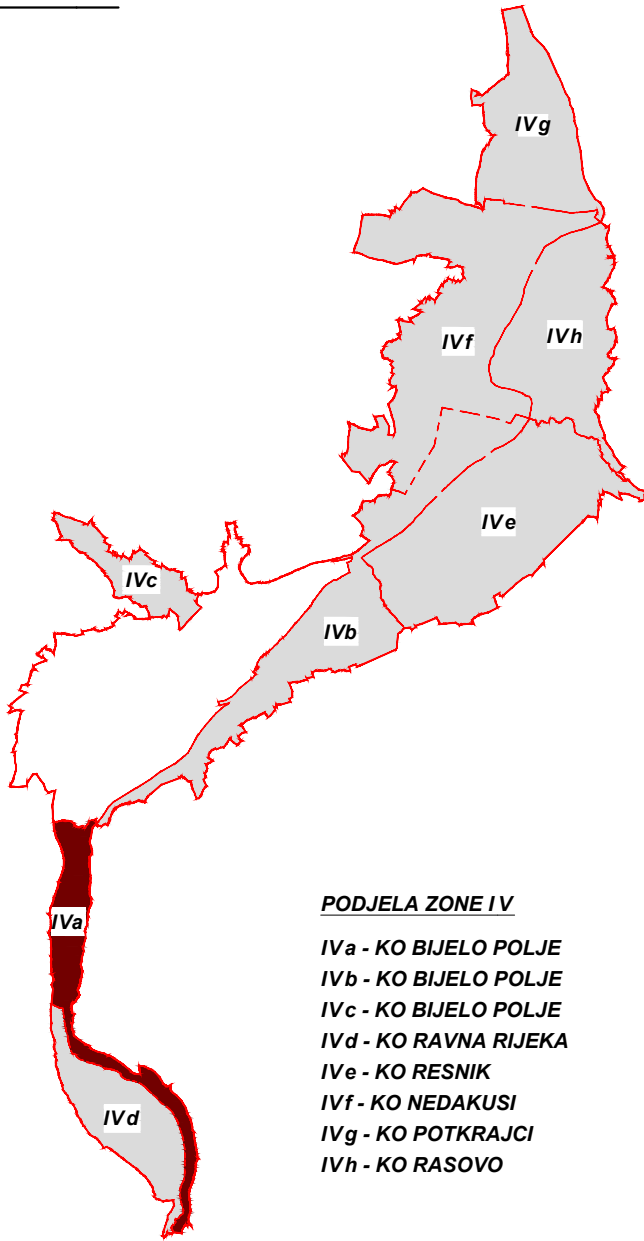 IVg
IVf
IVh
IVe
IVc
IVb
IVa
IVd
PODJELA ZONE IV
IVa - KO BIJELO POLJE
IVb - KO BIJELO POLJE
IVc - KO BIJELO POLJE
IVd - KO RAVNA RIJEKA
IVe - KO RESNIK
IVf - KO NEDAKUSI
IVg - KO POTKRAJCI
IVh - KO RASOVO